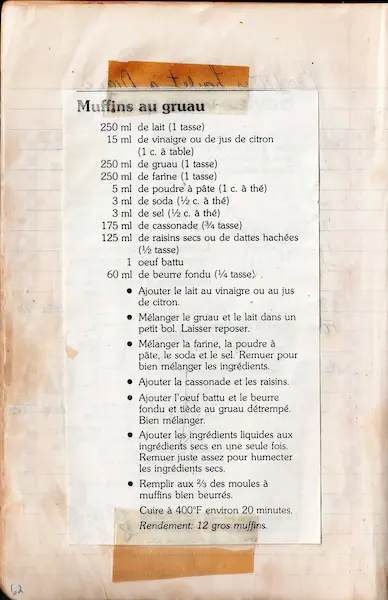 Muffins au gruau
250 ml de lait (1 tasse)
15 ml de vinaigre ou de jus de citron
(1 c. à table)
250 ml de gruau (1 tasse)
250 ml de farine (1 tasse)
5 ml de poudre à pâte (1 c. à thé)
3 ml de soda (½ c. à thé)
3 ml de sel (½ c. à thé)
175 ml de cassonade (¾ tasse)
125 ml de raisins secs ou de dattes hachées
(½ tasse)
1 oeuf battu
60 ml de beurre fondu (¼ tasse)
• Ajouter le lait au vinaigre ou au jus
de citron.
• Mélanger le gruau et le lait dans un
petit bol. Laisser reposer.
• Mélanger la farine, la poudre à
pâte, le soda et le sel. Remuer pour
bien mélanger les ingrédients.
• Ajouter la cassonade et les raisins.
• Ajouter l'oeuf battu et le beurre
fondu et tiède au gruau détrempé.
Bien mélanger.
• Ajouter les ingrédients liquides aux
ingrédients secs en une seule fois.
Remuer juste assez pour humecter
les ingrédients secs.
• Remplir aux ⅔ des moules à
muffins bien beurrés.
Cuire à 400°F environ 20 minutes.
Rendement: 12 gros muffins.
62